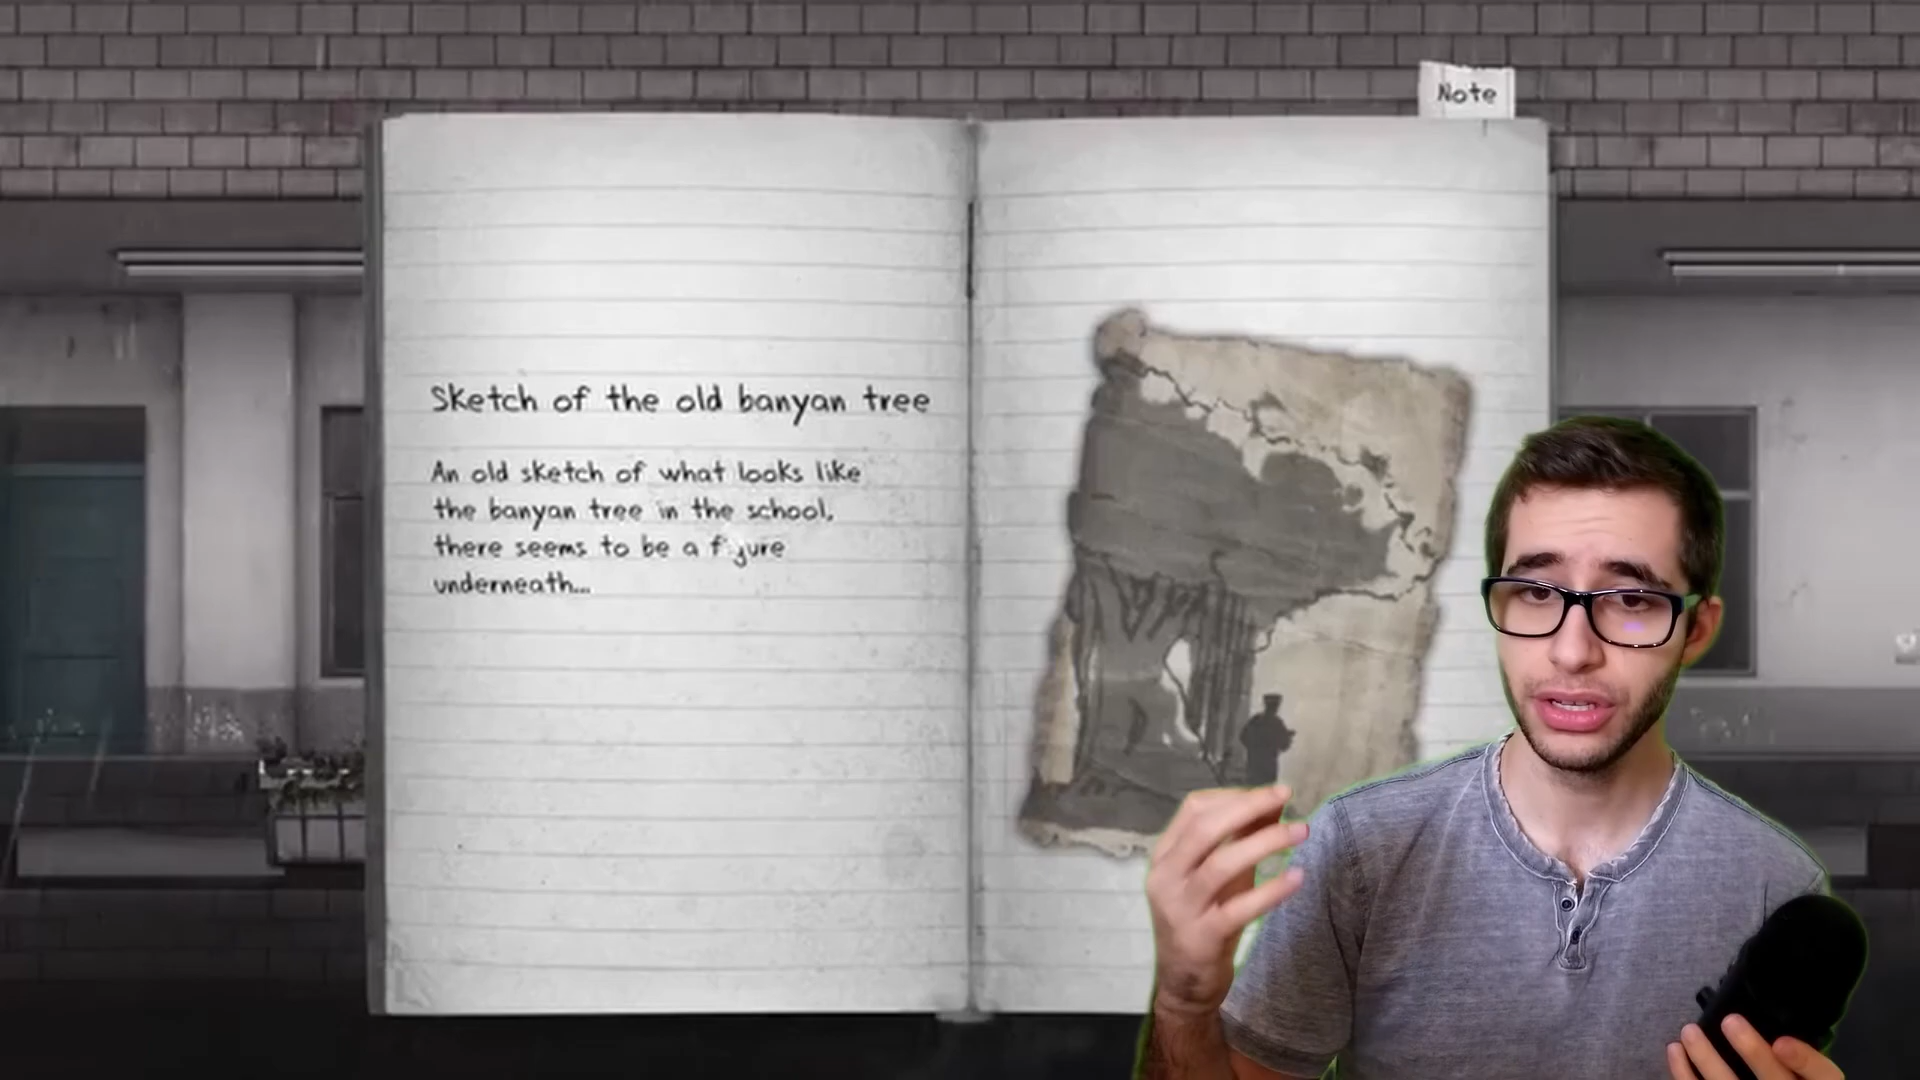 Note
Sketch of the old banyan tree
An old sketch of what looks like
the banyan tree in the school,
there seems to be a figure
underneath...